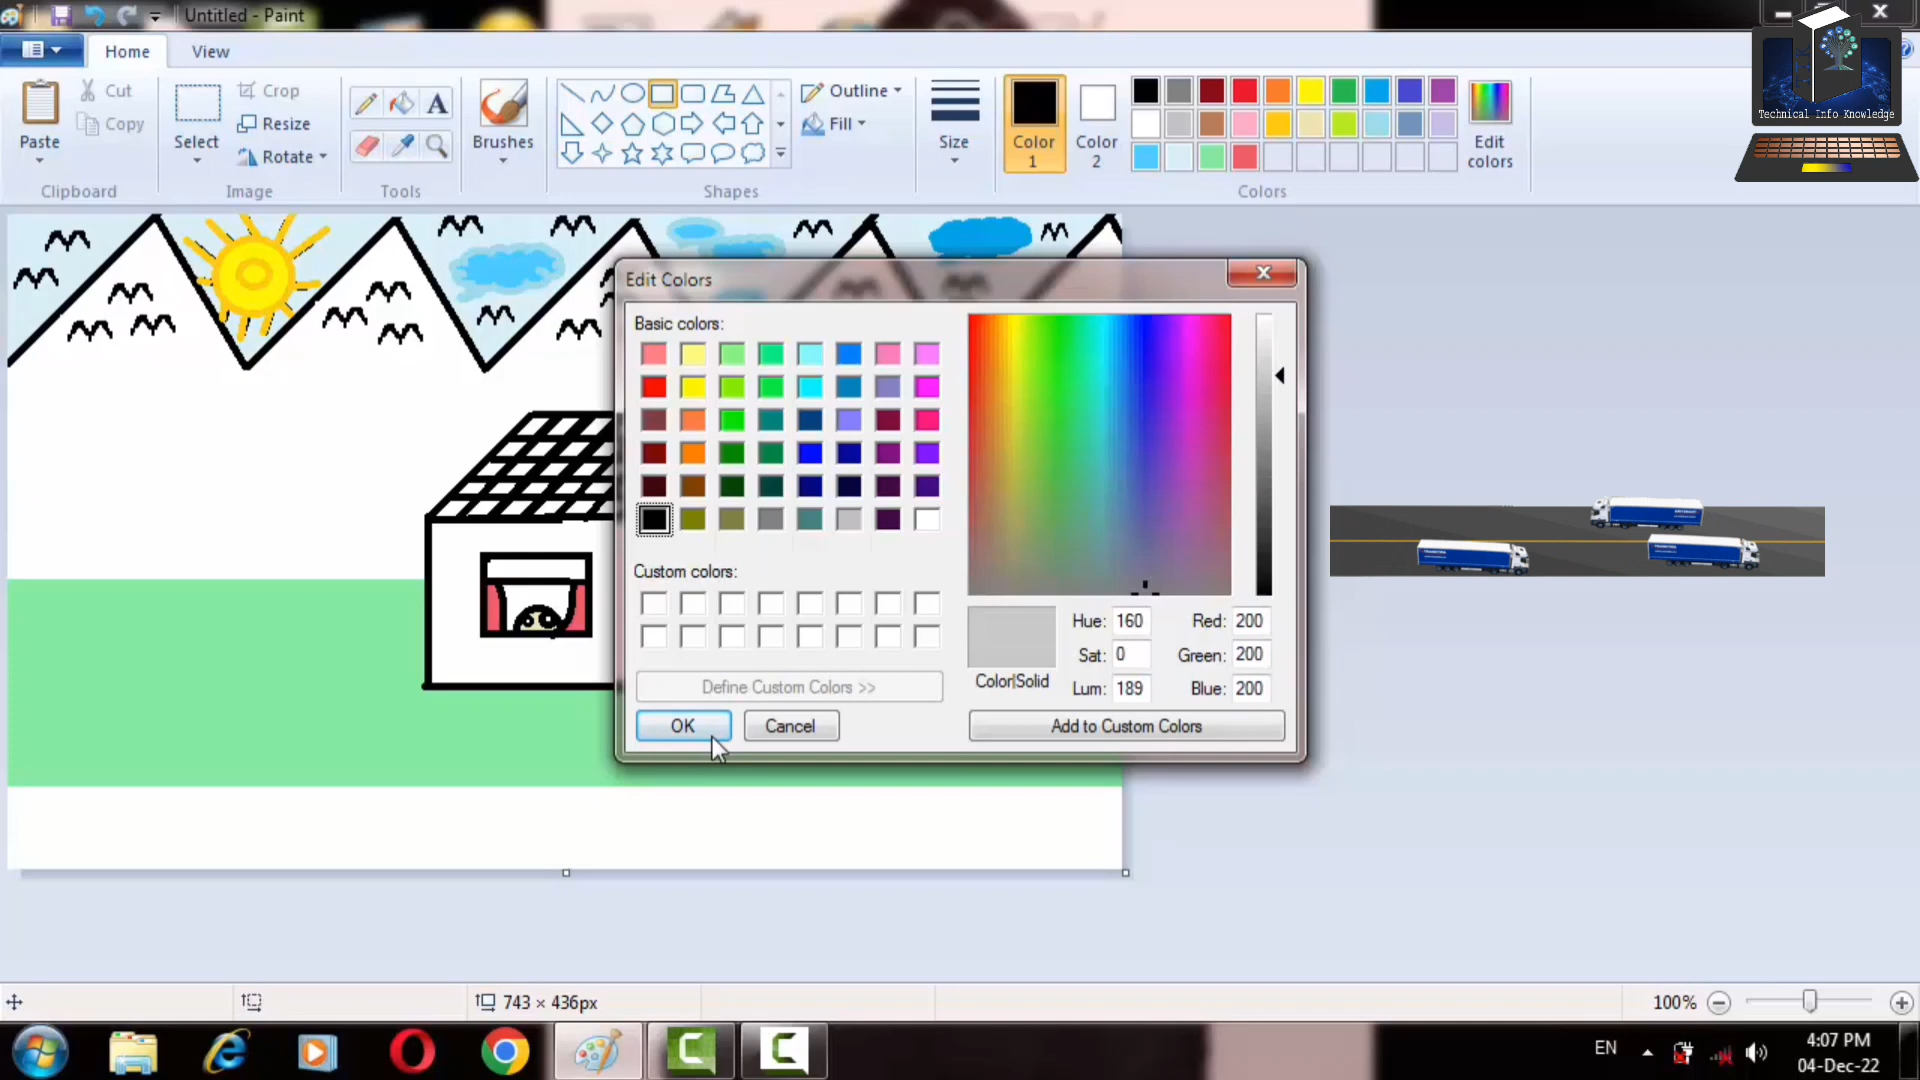 Untitled - Paint
Home
View
Paste
Cut
Copy
Clipboard
Select
Crop
Resize
Rotate
Image
Tools
Brushes
Shapes
Outline
Fill
Size
Color 1
Color 2
Colors
Edit colors
Technical Info Knowledge
Edit Colors
Basic colors:
Custom colors:
Define Custom Colors >>
OK
Cancel
Color|Solid
Hue: 160
Sat: 0
Lum: 189
Red: 200
Green: 200
Blue: 200
Add to Custom Colors
743 × 436px
100%
EN
4:07 PM
04-Dec-22